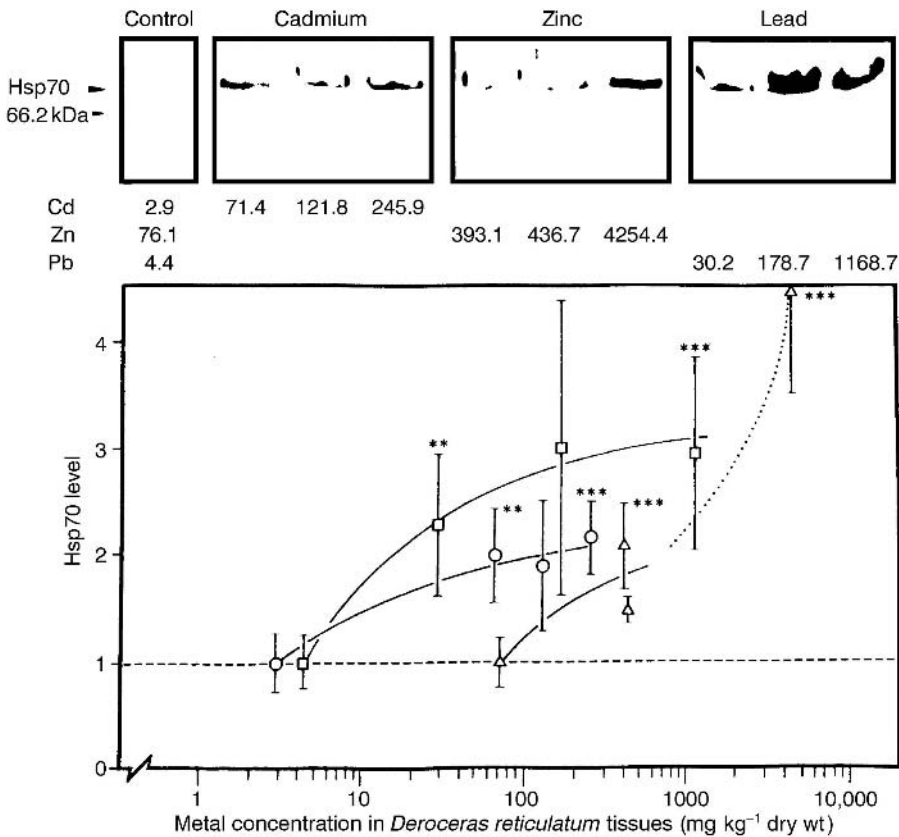 Control Cadmium Zinc Lead
Hsp70
66.2 kDa
Cd 2.9 71.4 121.8 245.9
Zn 76.1 393.1 436.7 4254.4
Pb 4.4 30.2 178.7 1168.7
***
4
***
**
3
** *** ***
2
1
0
1 10 100 1000 10,000
Hsp70 level
Metal concentration in Deroceras reticulatum tissues (mg kg⁻¹ dry wt)